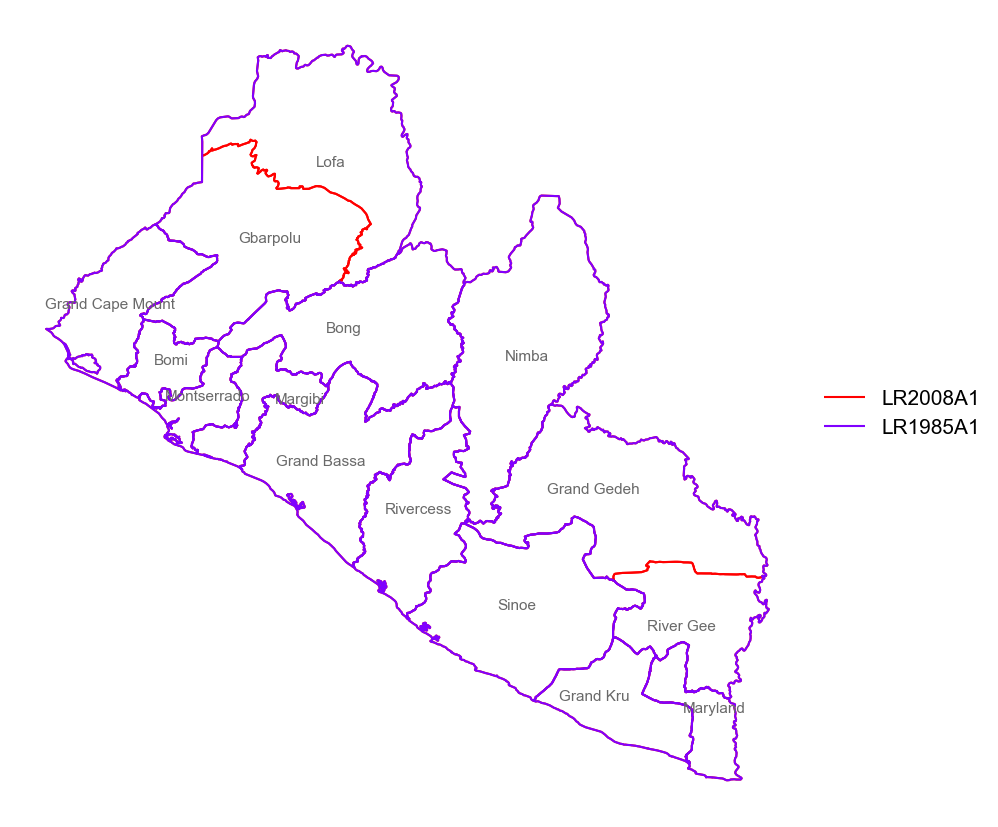 Lofa
Gbarpolu
Grand Cape Mount
Bong
Bomi
Nimba
Montserrado
Margibi
Grand Bassa
Grand Gedeh
Rivercess
Sinoe
River Gee
Grand Kru
Maryland
LR2008A1
LR1985A1